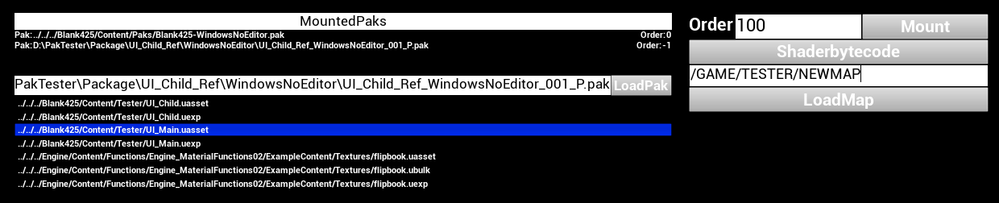 MountedPaks
Pak:../../../Blank425/Content/Paks/Blank425-WindowsNoEditor.pak Order:0
Pak:D:\PakTester\Package\UI_Child_Ref\WindowsNoEditor\UI_Child_Ref_WindowsNoEditor_001_P.pak Order:-1
PakTester\Package\UI_Child_Ref\WindowsNoEditor\UI_Child_Ref_WindowsNoEditor_001_P.pak LoadPak
../../../Blank425/Content/Tester/UI_Child.uasset
../../../Blank425/Content/Tester/UI_Child.uexp
../../../Blank425/Content/Tester/UI_Main.uasset
../../../Blank425/Content/Tester/UI_Main.uexp
../../../Engine/Content/Functions/Engine_MaterialFunctions02/ExampleContent/Textures/flipbook.uasset
../../../Engine/Content/Functions/Engine_MaterialFunctions02/ExampleContent/Textures/flipbook.ubulk
../../../Engine/Content/Functions/Engine_MaterialFunctions02/ExampleContent/Textures/flipbook.uexp
Order 100 Mount
Shaderbytecode
/GAME/TESTER/NEWMAP
LoadMap